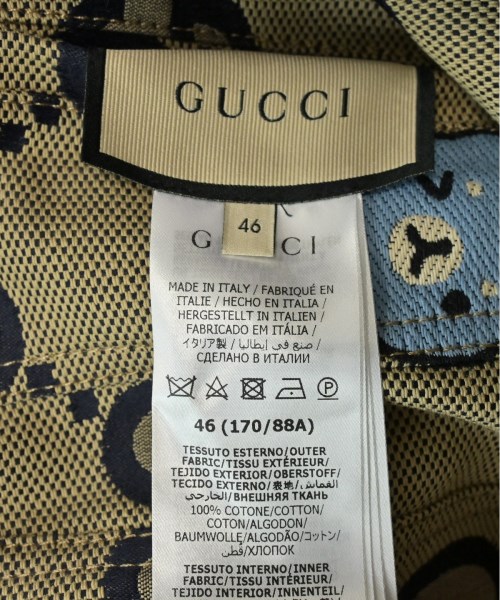 GUCCI
46
GUCCI
MADE IN ITALY / FABRIQUÉ EN
ITALIE / HECHO EN ITALIA /
HERGESTELLT IN ITALIEN /
FABRICADO EM ITÁLIA /
イタリア製 / صنع في إيطاليا /
СДЕЛАНО В ИТАЛИИ
P
46 (170/88A)
TESSUTO ESTERNO/OUTER
FABRIC/TISSU EXTÉRIEUR/
TEJIDO EXTERIOR/OBERSTOFF/
TECIDO EXTERNO/表地/القماش
الخارجي/ВНЕШНЯЯ ТКАНЬ
100% COTONE/COTTON/
COTON/ALGODON/
BAUMWOLLE/ALGODÃO/コットン/
قطن/ХЛОПОК
TESSUTO INTERNO/INNER
FABRIC/TISSU INTÉRIEUR/
TEJIDO INTERIOR/INNENTEIL/